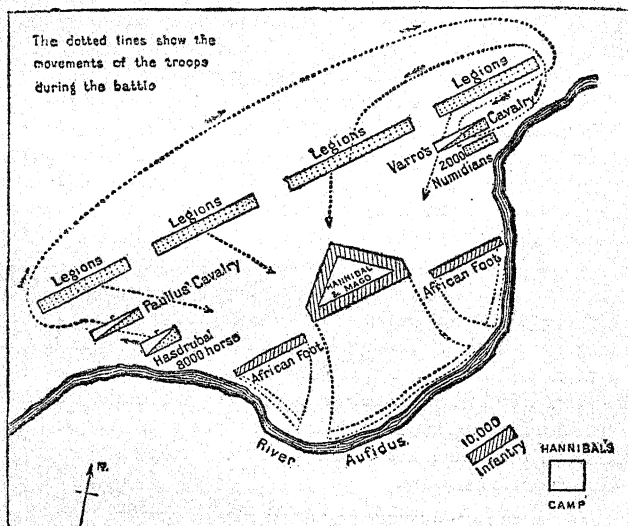 The dotted lines show the
movements of the troops
during the battle
Legions
Legions
Legions
Legions
Varro's Cavalry
2000
Numidians
Paullus' Cavalry
Hasdrubal
8000 horse
HANNIBAL
& MAGO
African Foot
African Foot
River Aufidus.
10.000
Infantry
HANNIBAL'S
CAMP
N.